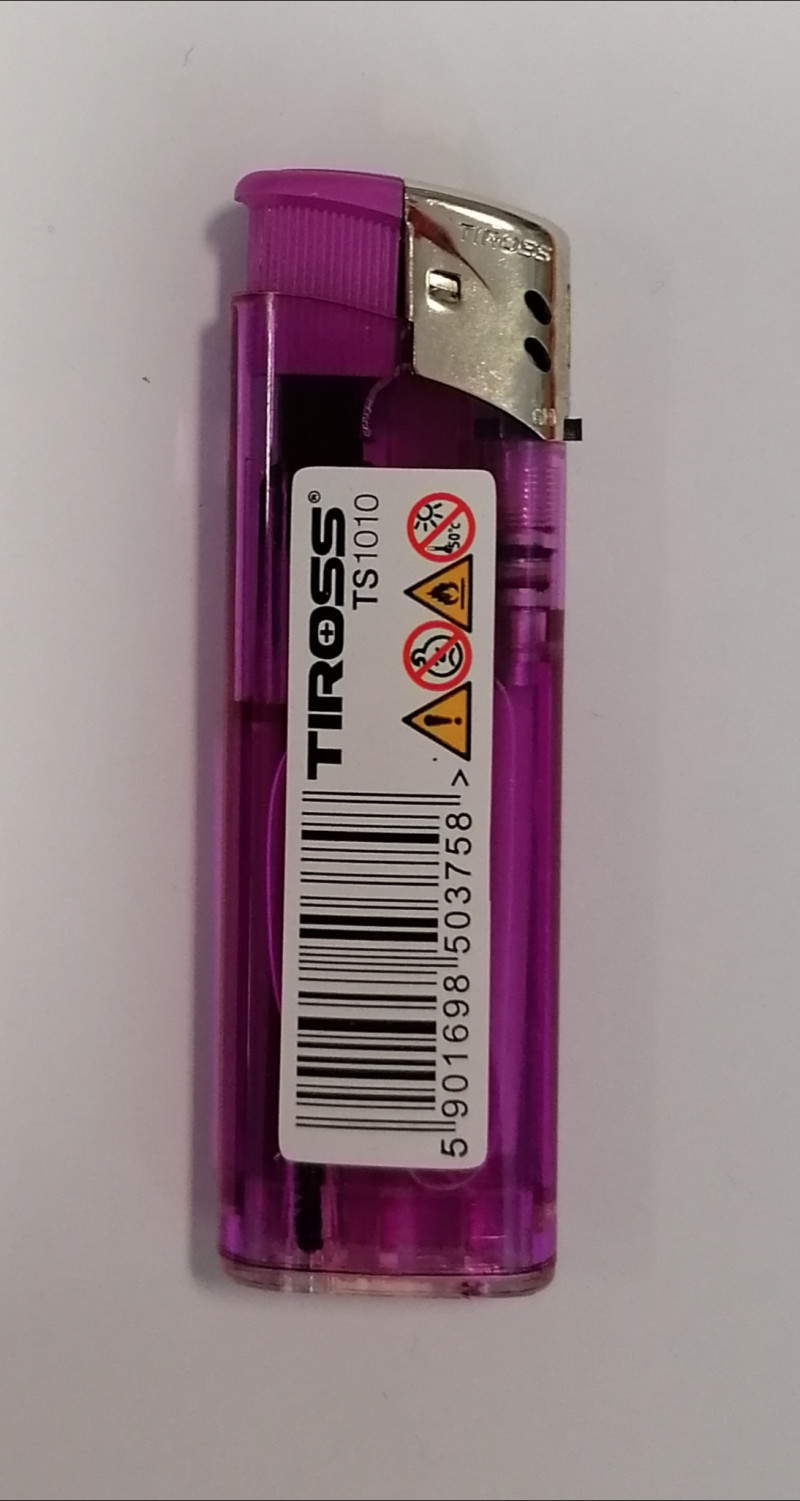 TIROSS
TIROSS®
TS1010
50°C
5 901698 503758 >